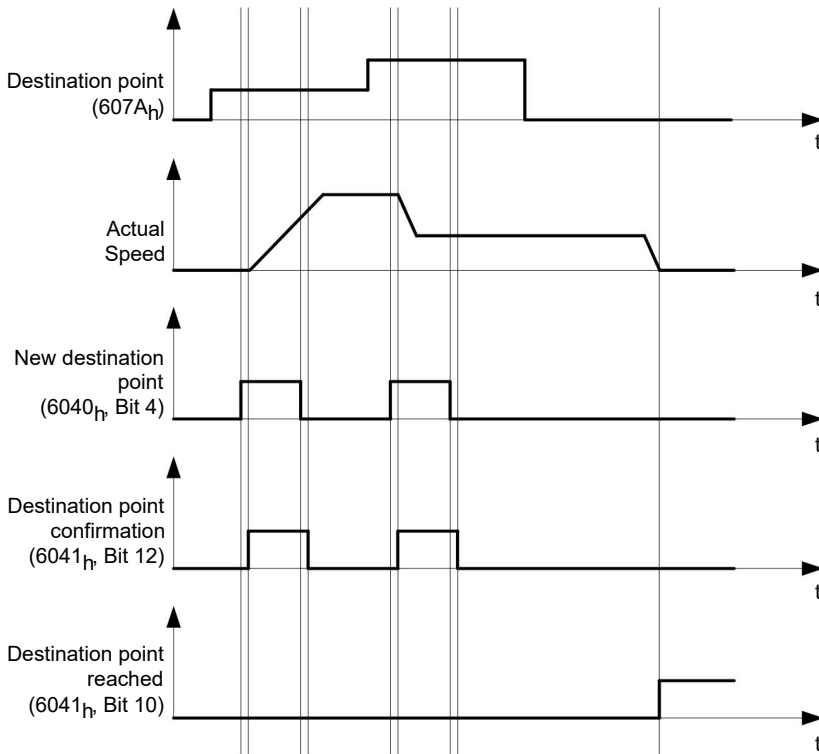 Destination point
(607Ah)
t
Actual
Speed
t
New destination
point
(6040h, Bit 4)
t
Destination point
confirmation
(6041h, Bit 12)
t
Destination point
reached
(6041h, Bit 10)
t